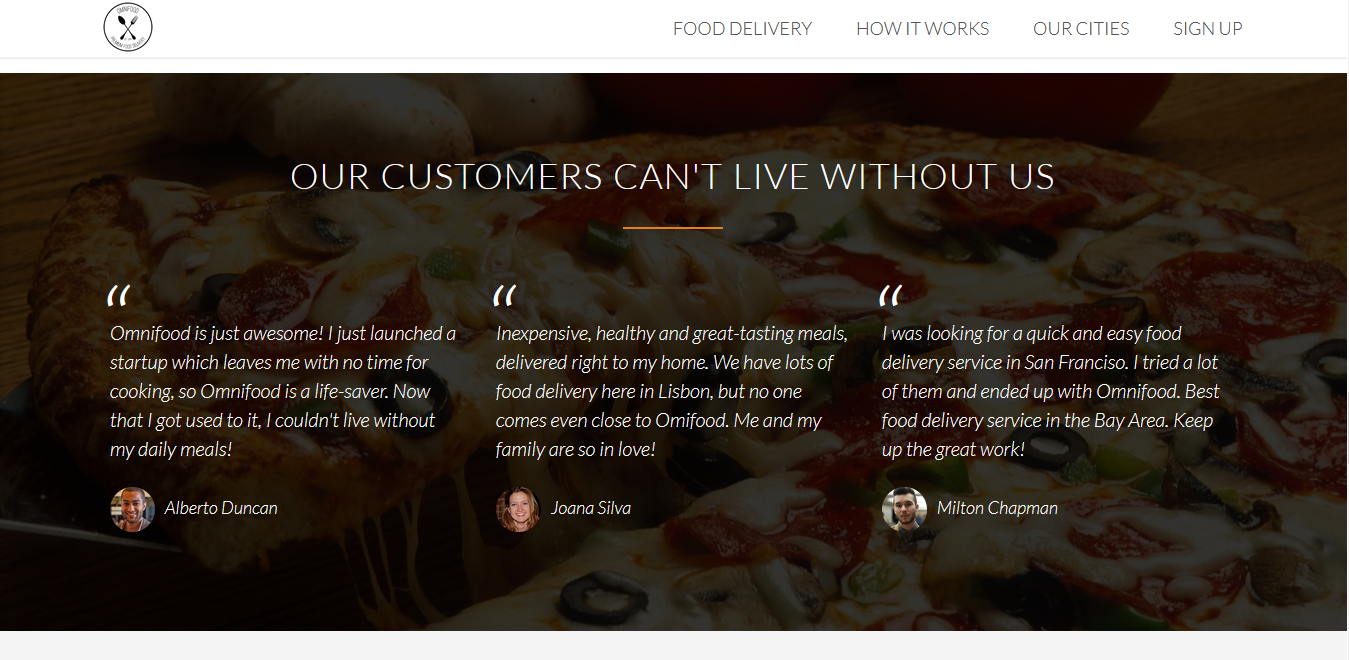 OMNIFOOD
PREMIUM FOOD DELIVERY
FOOD DELIVERY HOW IT WORKS OUR CITIES SIGN UP
OUR CUSTOMERS CAN'T LIVE WITHOUT US
“
Omnifood is just awesome! I just launched a
startup which leaves me with no time for
cooking, so Omnifood is a life-saver. Now
that I got used to it, I couldn't live without
my daily meals!
Alberto Duncan
“
Inexpensive, healthy and great-tasting meals,
delivered right to my home. We have lots of
food delivery here in Lisbon, but no one
comes even close to Omifood. Me and my
family are so in love!
Joana Silva
“
I was looking for a quick and easy food
delivery service in San Franciso. I tried a lot
of them and ended up with Omnifood. Best
food delivery service in the Bay Area. Keep
up the great work!
Milton Chapman